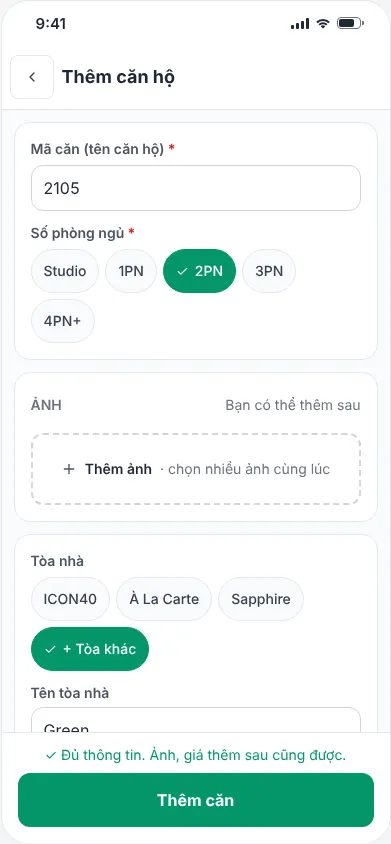 9:41
Thêm căn hộ
Mã căn (tên căn hộ) *
2105
Số phòng ngủ *
Studio
1PN
✓ 2PN
3PN
4PN+
ẢNH
Bạn có thể thêm sau
+ Thêm ảnh · chọn nhiều ảnh cùng lúc
Tòa nhà
ICON40
À La Carte
Sapphire
✓ + Tòa khác
Tên tòa nhà
Green
✓ Đủ thông tin. Ảnh, giá thêm sau cũng được.
Thêm căn